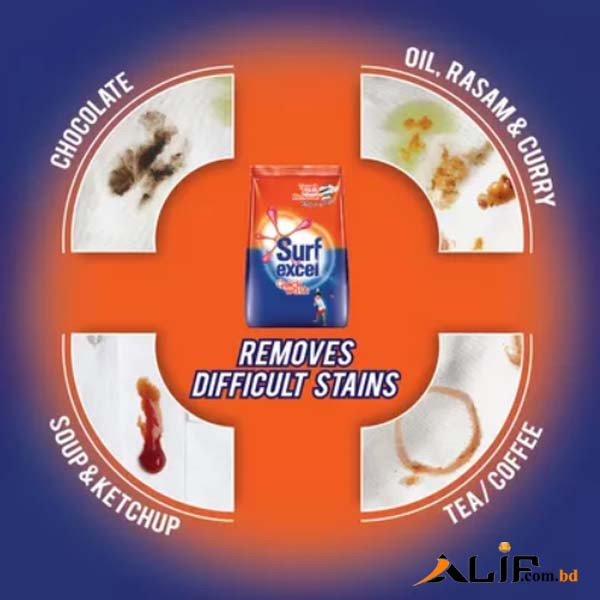 CHOCOLATE
OIL, RASAM & CURRY
Surf
excel
REMOVES
DIFFICULT STAINS
SOUP & KETCHUP
TEA / COFFEE
ALIF.com.bd